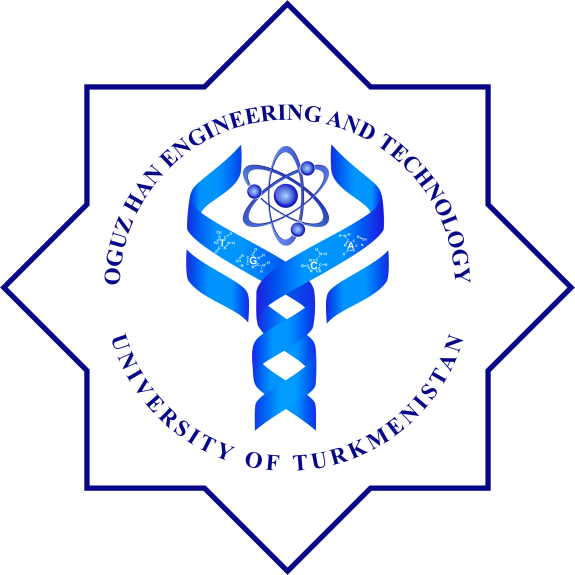 OGUZ HAN ENGINEERING AND TECHNOLOGY
UNIVERSITY OF TURKMENISTAN
T
G
C
A